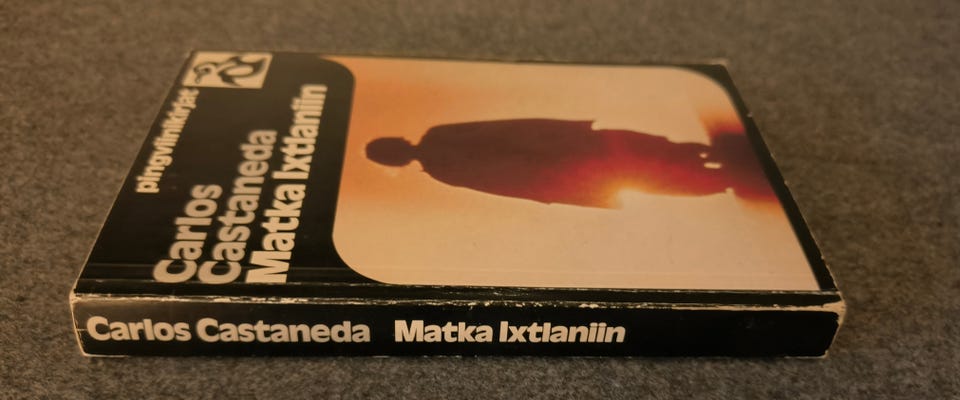 pingviinikirjat
Carlos
Castaneda
Matka Ixtlaniin
Carlos Castaneda Matka Ixtlaniin